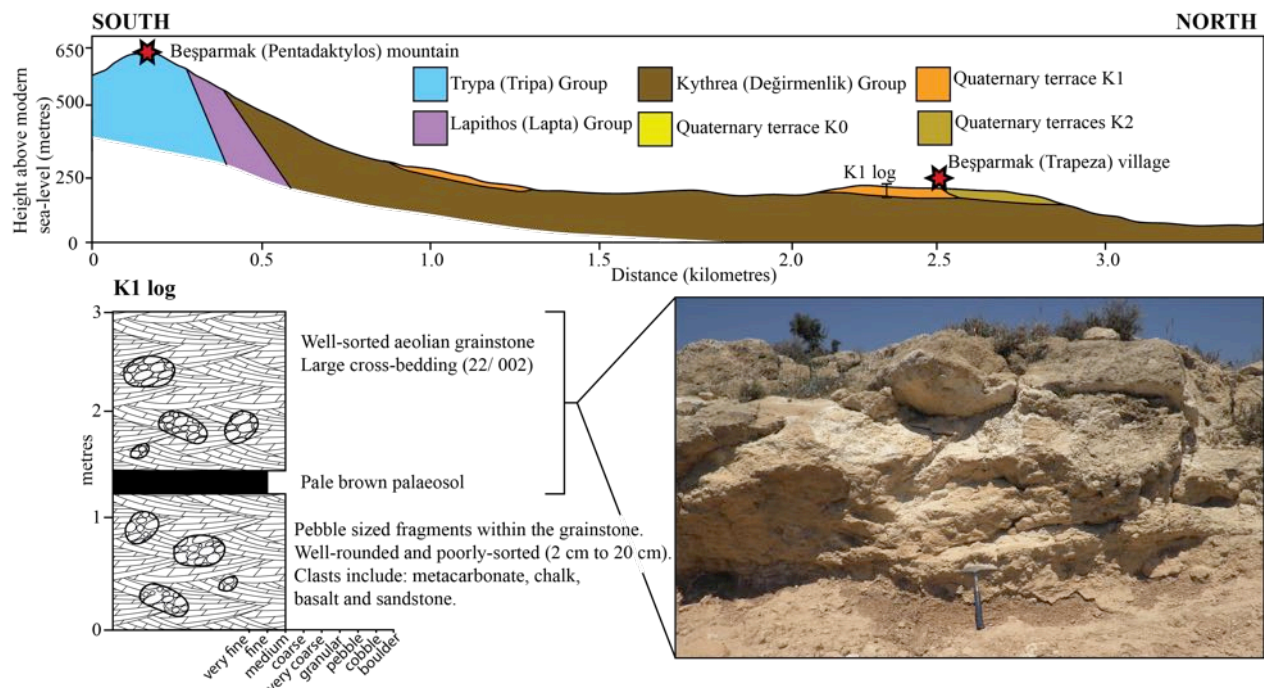 SOUTH
NORTH
Beşparmak (Pentadaktylos) mountain
Trypa (Tripa) Group
Kythrea (Değirmenlik) Group
Quaternary terrace K1
Lapithos (Lapta) Group
Quaternary terrace K0
Quaternary terraces K2
Beşparmak (Trapeza) village
K1 log
Height above modern
sea-level (metres)
650
500
250
0
0
0.5
1.0
1.5
2.0
2.5
3.0
Distance (kilometres)
K1 log
3
2
1
0
metres
Well-sorted aeolian grainstone
Large cross-bedding (22/ 002)
Pale brown palaeosol
Pebble sized fragments within the grainstone.
Well-rounded and poorly-sorted (2 cm to 20 cm).
Clasts include: metacarbonate, chalk,
basalt and sandstone.
very fine
fine
medium
coarse
very coarse
granular
pebble
cobble
boulder